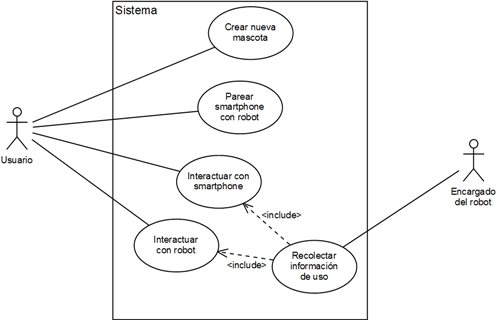 Sistema
Crear nueva
mascota
Parear
smartphone
con robot
Usuario
Interactuar con
smartphone
Encargado
del robot
<include>
Interactuar
con robot
<include>
Recolectar
información
de uso